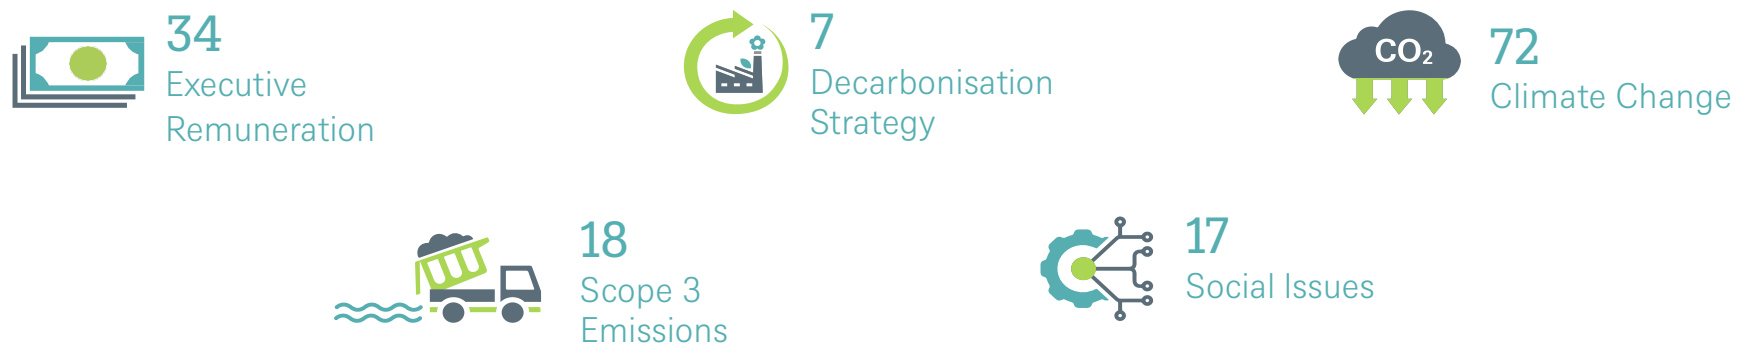 34
Executive
Remuneration
7
Decarbonisation
Strategy
CO₂
72
Climate Change
18
Scope 3
Emissions
17
Social Issues